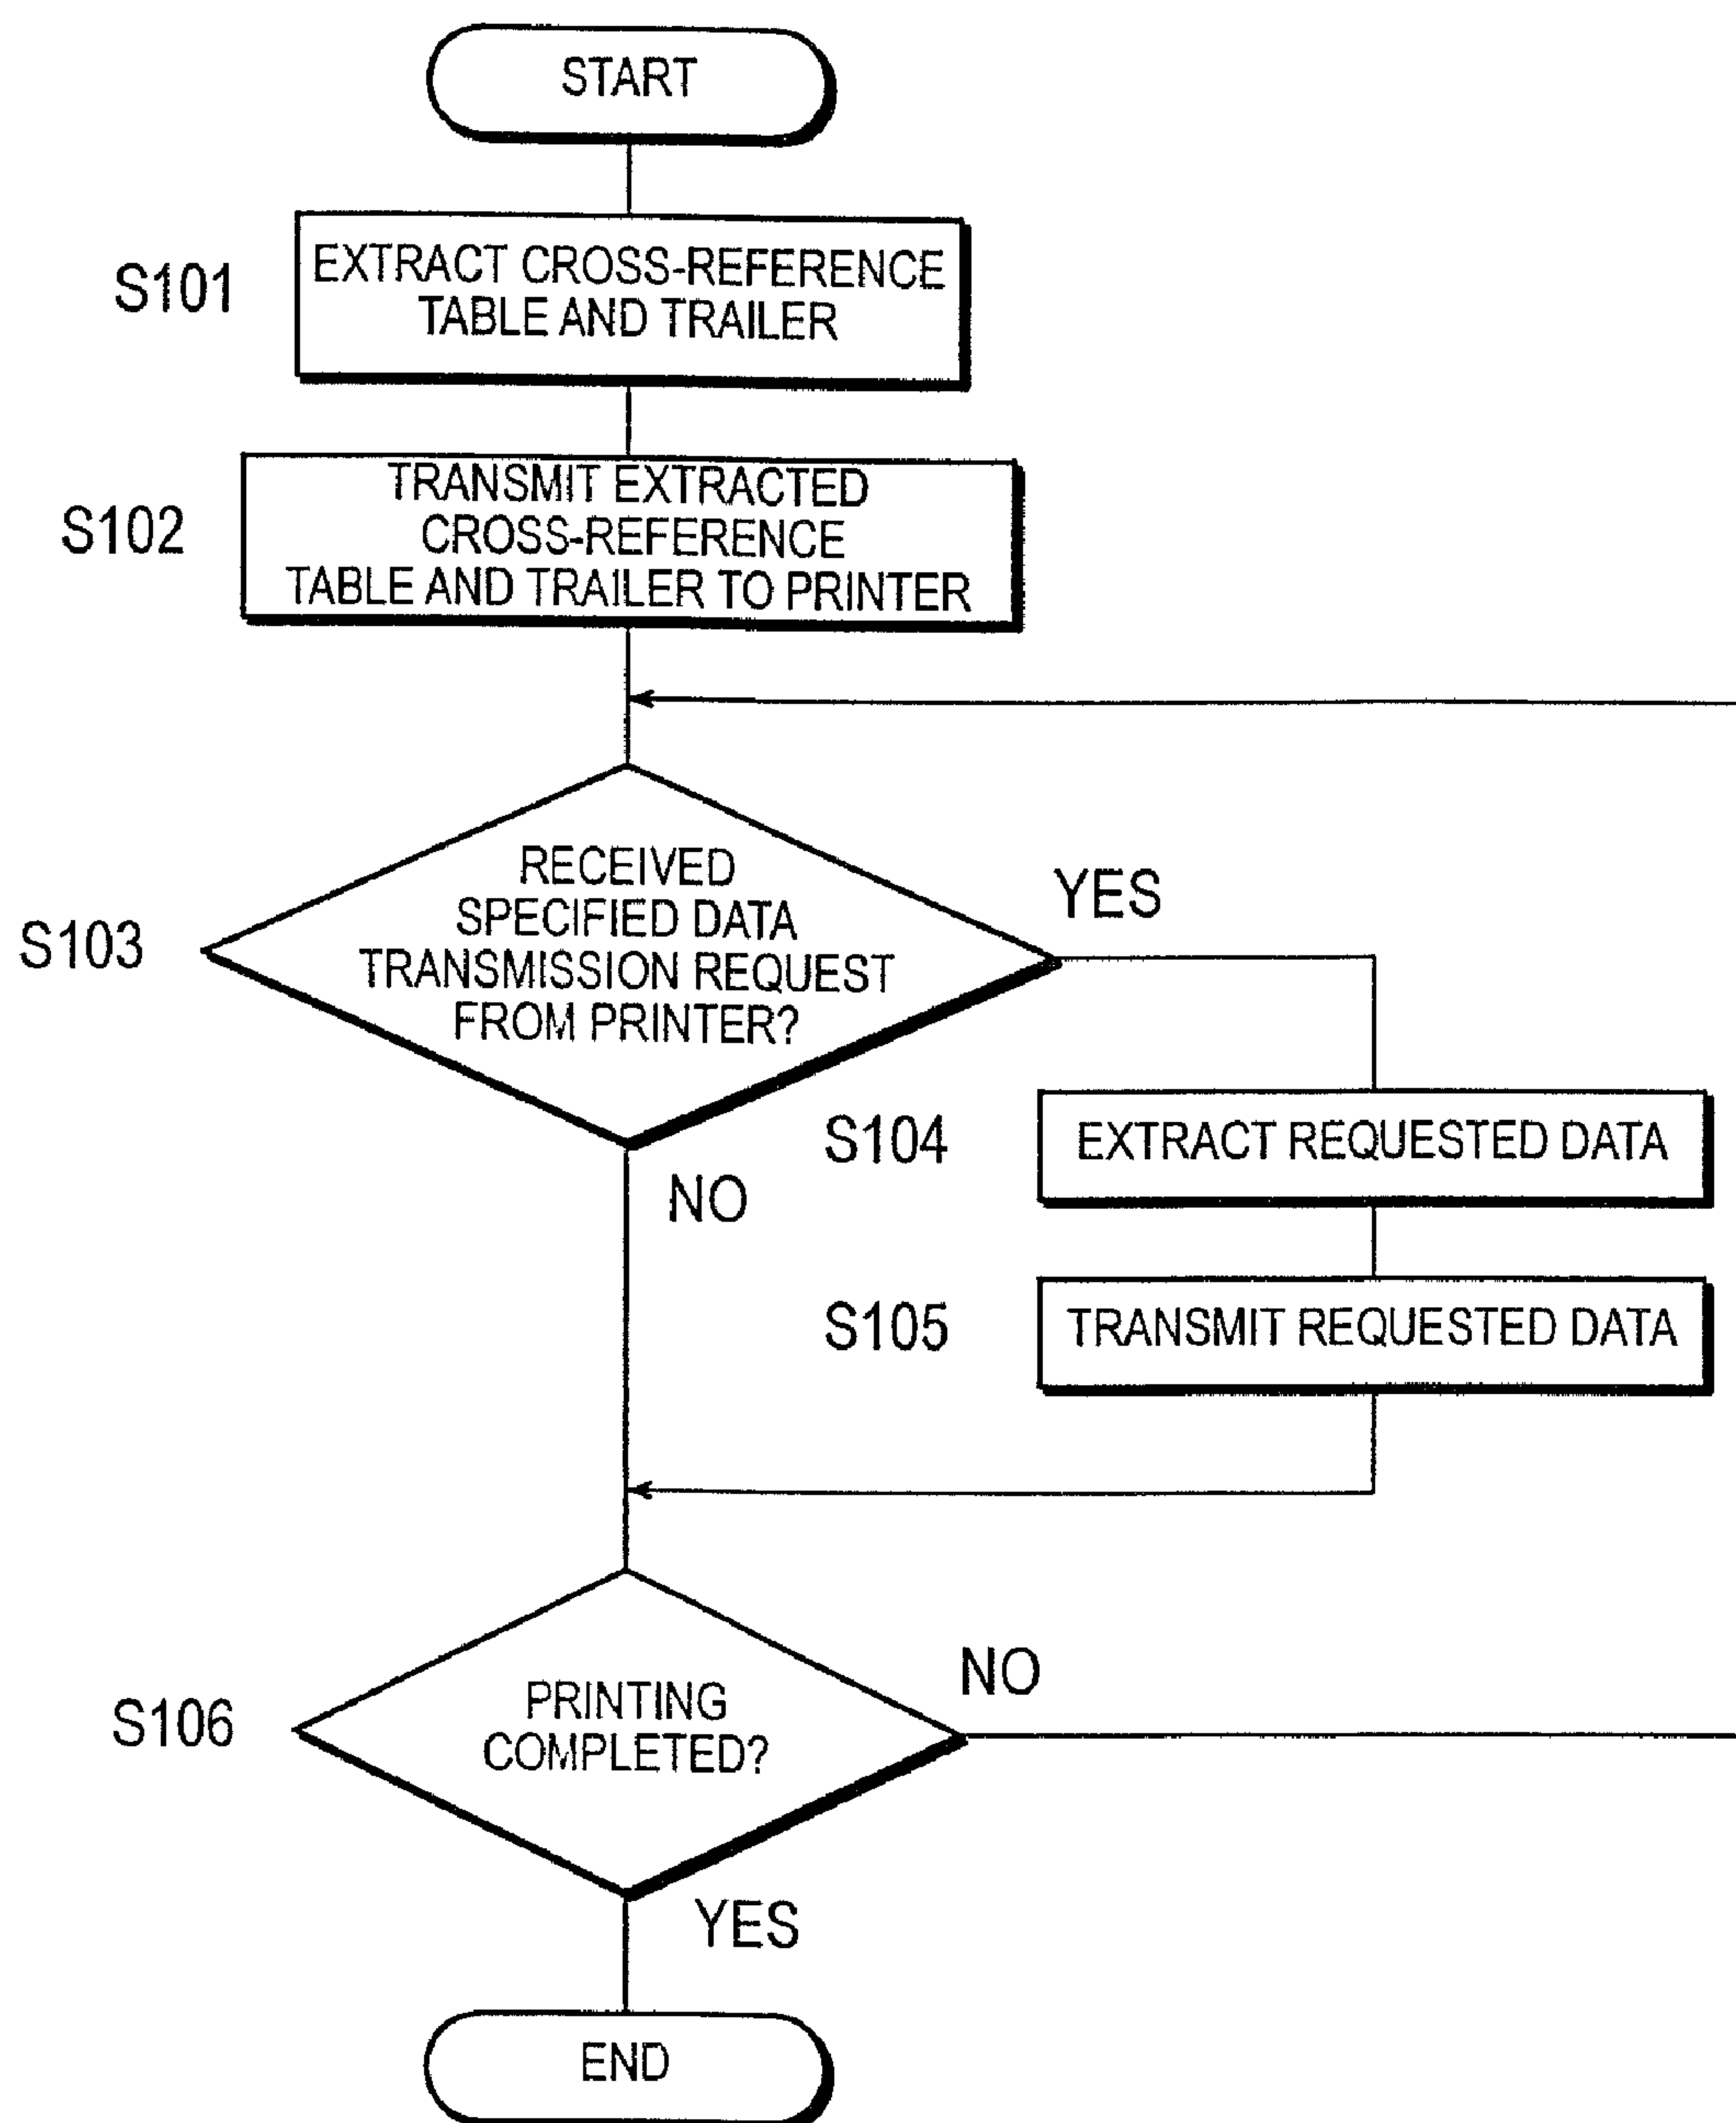 START
S101
EXTRACT CROSS-REFERENCE
TABLE AND TRAILER
S102
TRANSMIT EXTRACTED
CROSS-REFERENCE
TABLE AND TRAILER TO PRINTER
S103
RECEIVED
SPECIFIED DATA
TRANSMISSION REQUEST
FROM PRINTER?
YES
NO
S104
EXTRACT REQUESTED DATA
S105
TRANSMIT REQUESTED DATA
S106
PRINTING
COMPLETED?
NO
YES
END